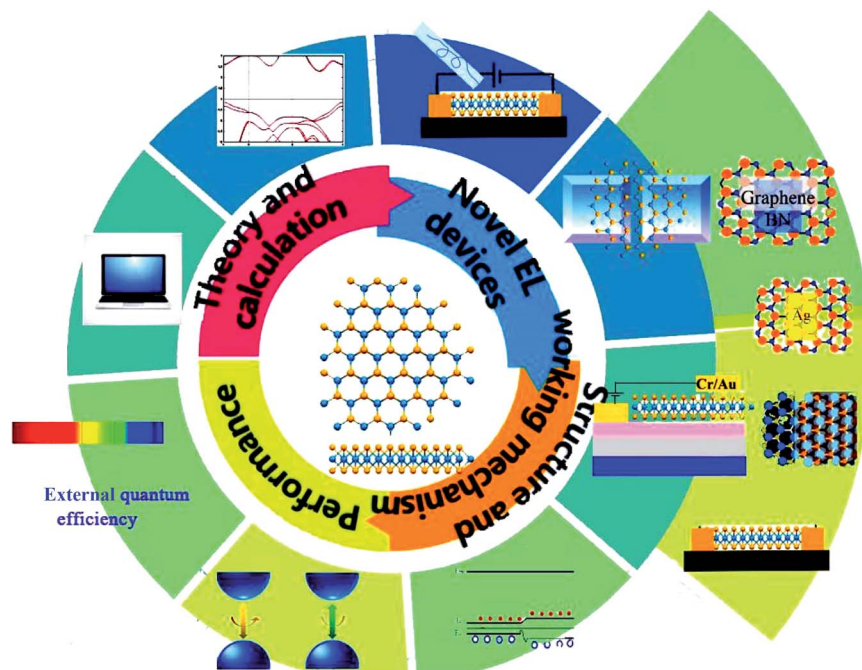 Theory and
calculation
Novel EL
devices
Structure and
working mechanism
Performance
External quantum
efficiency
Graphene
BN
Ag
Cr/Au